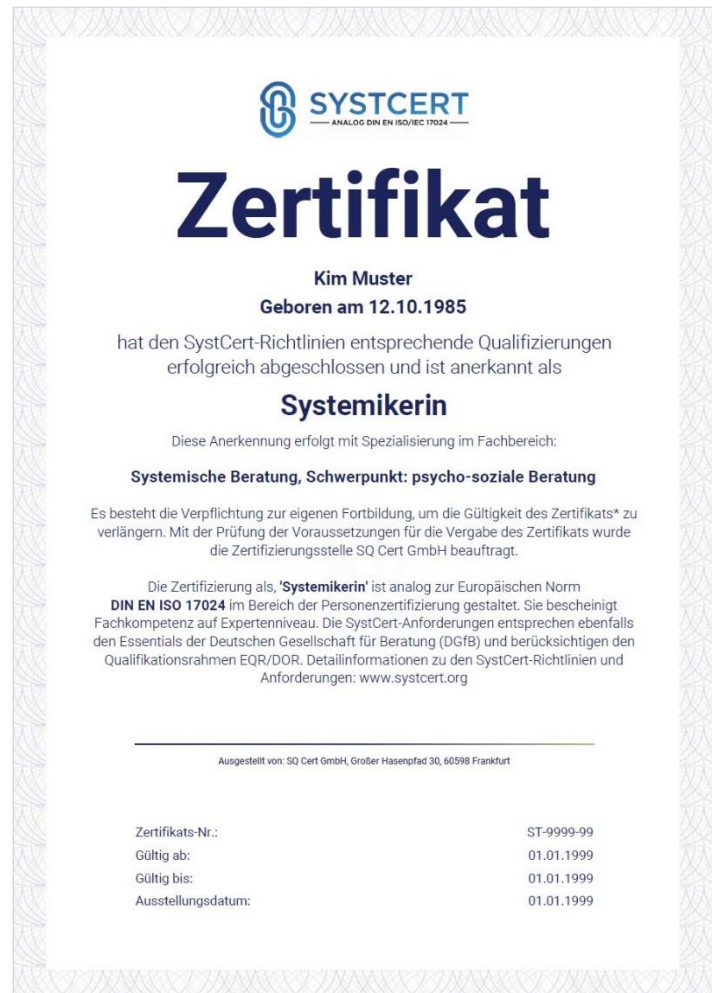 SYSTCERT
ANALOG DIN EN ISO/IEC 17024
Zertifikat
Kim Muster
Geboren am 12.10.1985
hat den SystCert-Richtlinien entsprechende Qualifizierungen
erfolgreich abgeschlossen und ist anerkannt als
Systemikerin
Diese Anerkennung erfolgt mit Spezialisierung im Fachbereich:
Systemische Beratung, Schwerpunkt: psycho-soziale Beratung
Es besteht die Verpflichtung zur eigenen Fortbildung, um die Gültigkeit des Zertifikats* zu
verlängern. Mit der Prüfung der Voraussetzungen für die Vergabe des Zertifikats wurde
die Zertifizierungsstelle SQ Cert GmbH beauftragt.
Die Zertifizierung als, 'Systemikerin' ist analog zur Europäischen Norm
DIN EN ISO 17024 im Bereich der Personenzertifizierung gestaltet. Sie bescheinigt
Fachkompetenz auf Expertenniveau. Die SystCert-Anforderungen entsprechen ebenfalls
den Essentials der Deutschen Gesellschaft für Beratung (DGfB) und berücksichtigen den
Qualifikationsrahmen EQR/DOR. Detailinformationen zu den SystCert-Richtlinien und
Anforderungen: www.systcert.org
Ausgestellt von: SQ Cert GmbH, Großer Hasenpfad 30, 60598 Frankfurt
Zertifikats-Nr.: ST-9999-99
Gültig ab: 01.01.1999
Gültig bis: 01.01.1999
Ausstellungsdatum: 01.01.1999